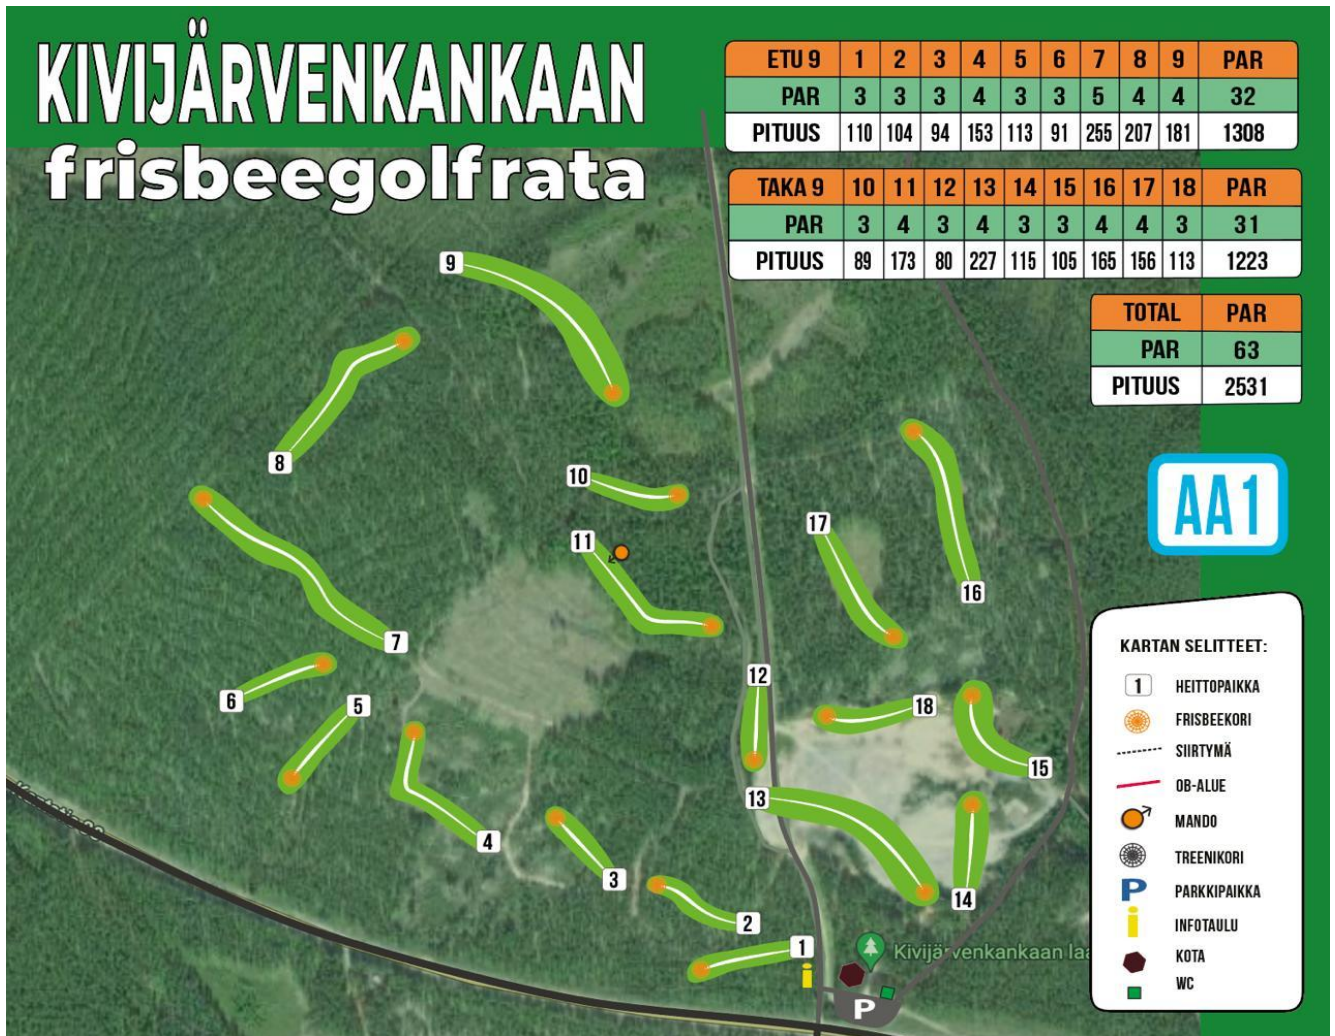 KIVIJÄRVENKANKAAN
frisbeegolfrata
ETU 9 1 2 3 4 5 6 7 8 9 PAR
PAR 3 3 3 4 3 3 5 4 4 32
PITUUS 110 104 94 153 113 91 255 207 181 1308
TAKA 9 10 11 12 13 14 15 16 17 18 PAR
PAR 3 4 3 4 3 3 4 4 3 31
PITUUS 89 173 80 227 115 105 165 156 113 1223
TOTAL PAR
PAR 63
PITUUS 2531
AA1
9
8
10
11
17
16
7
6
5
12
18
15
13
4
3
14
2
1
Kivijärvenkankaan laa
i
P
KARTAN SELITTEET:
1 HEITTOPAIKKA
FRISBEEKORI
SIIRTYMÄ
OB-ALUE
MANDO
TREENIKORI
P PARKKIPAIKKA
i INFOTAULU
KOTA
WC